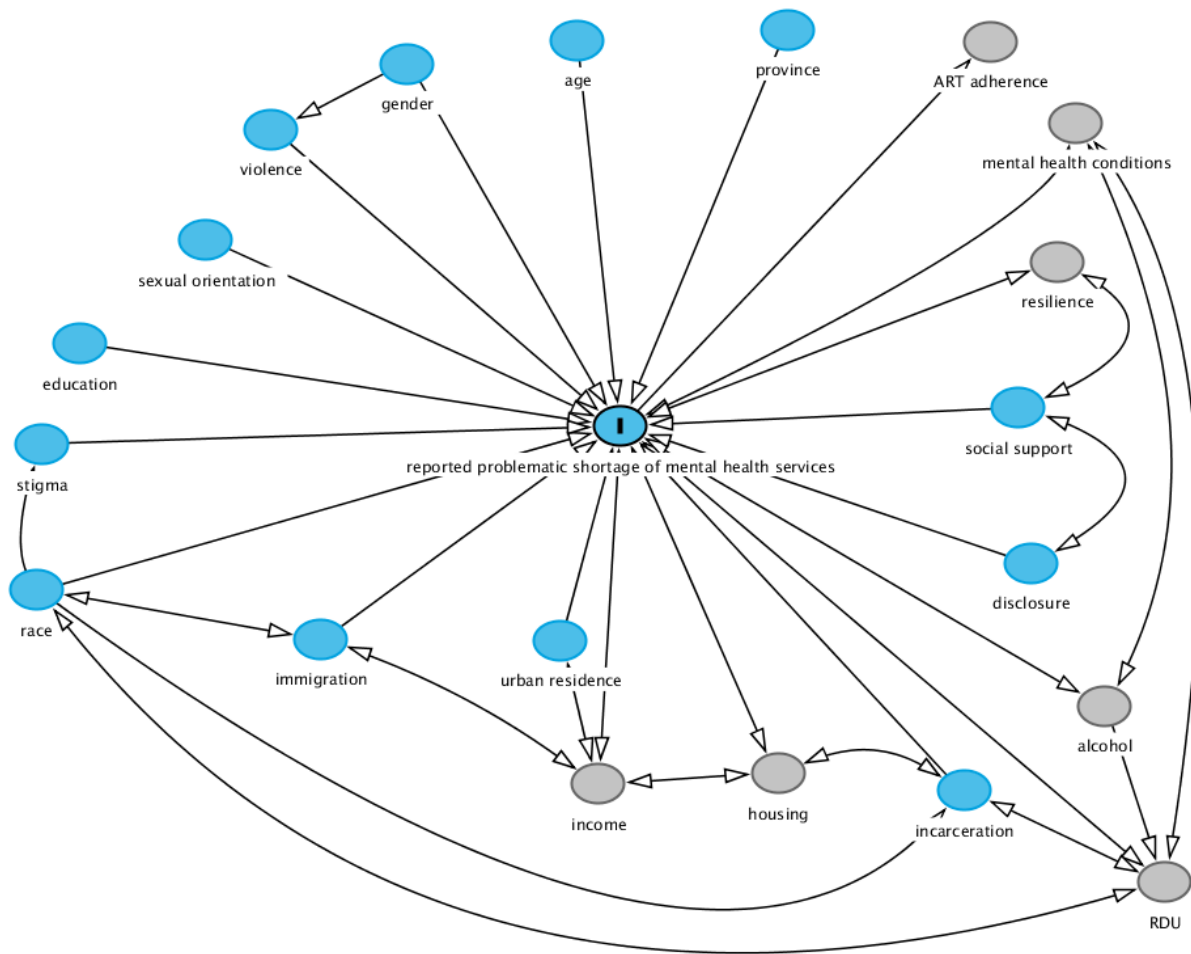 province
age
ART adherence
gender
mental health conditions
violence
sexual orientation
resilience
education
social support
reported problematic shortage of mental health services
stigma
disclosure
race
immigration
urban residence
alcohol
housing
income
incarceration
RDU